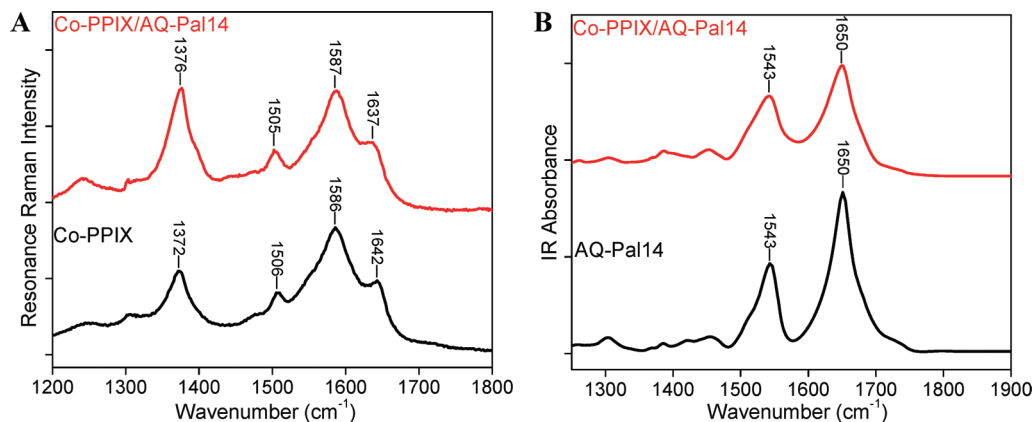 A
Co-PPIX/AQ-Pal14
1376
1505
1587
1637
Co-PPIX
1372
1506
1586
1642
Resonance Raman Intensity
1200 1300 1400 1500 1600 1700 1800
Wavenumber (cm⁻¹)
B
Co-PPIX/AQ-Pal14
1543
1650
AQ-Pal14
1543
1650
IR Absorbance
1300 1400 1500 1600 1700 1800 1900
Wavenumber (cm⁻¹)